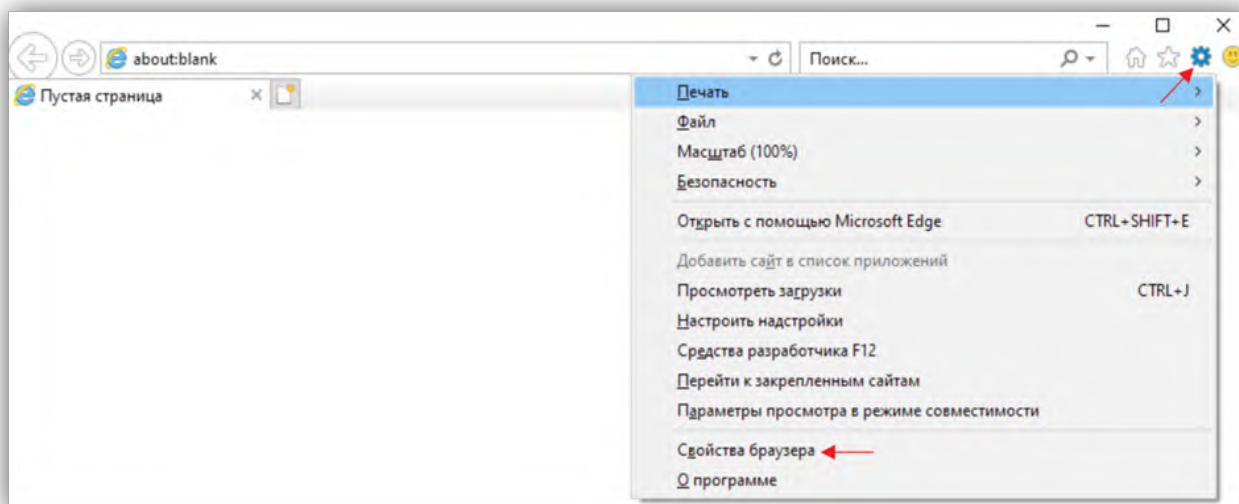 about:blank
Поиск...
Пустая страница
Печать
Файл
Масштаб (100%)
Безопасность
Открыть с помощью Microsoft Edge CTRL+SHIFT+E
Добавить сайт в список приложений
Просмотреть загрузки CTRL+J
Настроить надстройки
Средства разработчика F12
Перейти к закрепленным сайтам
Параметры просмотра в режиме совместимости
Свойства браузера
О программе